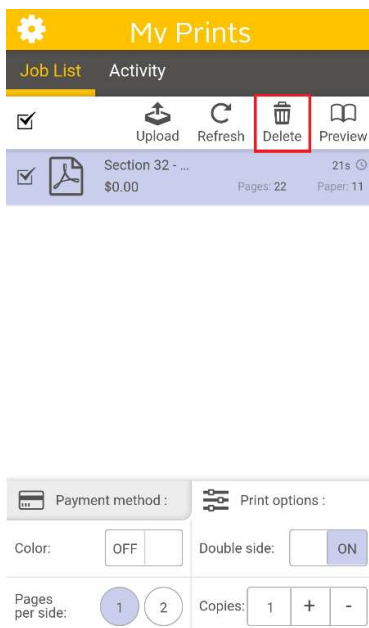 My Prints
Job List Activity
Upload Refresh Delete Preview
Section 32 - ... 21s
$0.00 Pages: 22 Paper: 11
Payment method : Print options :
Color: OFF Double side: ON
Pages per side: 1 2 Copies: 1 + -